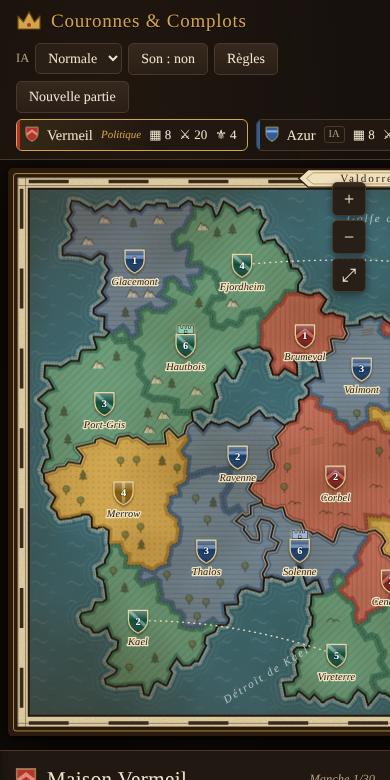 Couronnes & Complots
IA Normale Son : non Règles
Nouvelle partie
Vermeil Politique 8 20 4 Azur IA 8
Valdorre
+
Golfe d
−
1
Glacemont
4
Fjordheim
6
Hautbois
1
Brumeval
3
Valmont
3
Port-Gris
2
Ravenne
4
Merrow
2
Corbel
3
Thalos
6
Solenne
2
Kael
5
Vireterre
Détroit de Kael
Maison Vermeil Manche 1/30